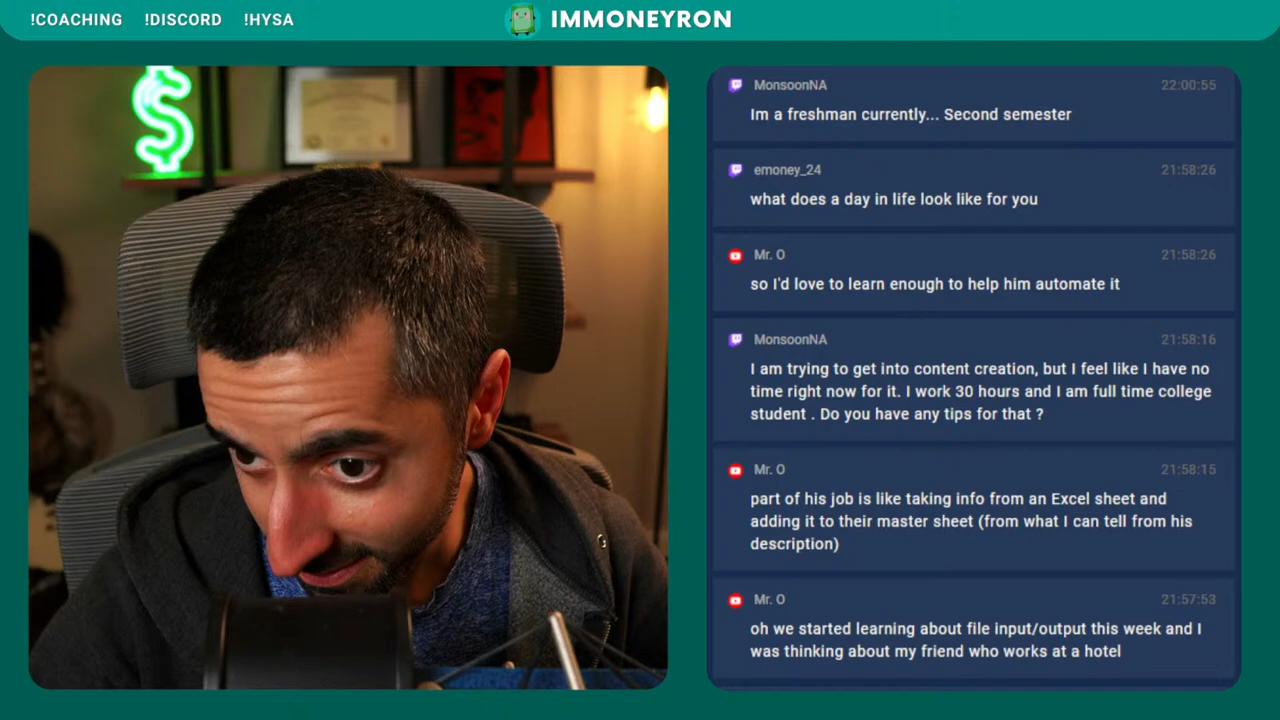 !COACHING !DISCORD !HYSA
IMMONEYRON
MonsoonNA 22:00:55
Im a freshman currently... Second semester
emoney_24 21:58:26
what does a day in life look like for you
Mr. O 21:58:26
so I'd love to learn enough to help him automate it
MonsoonNA 21:58:16
I am trying to get into content creation, but I feel like I have no
time right now for it. I work 30 hours and I am full time college
student . Do you have any tips for that ?
Mr. O 21:58:15
part of his job is like taking info from an Excel sheet and
adding it to their master sheet (from what I can tell from his
description)
Mr. O 21:57:53
oh we started learning about file input/output this week and I
was thinking about my friend who works at a hotel